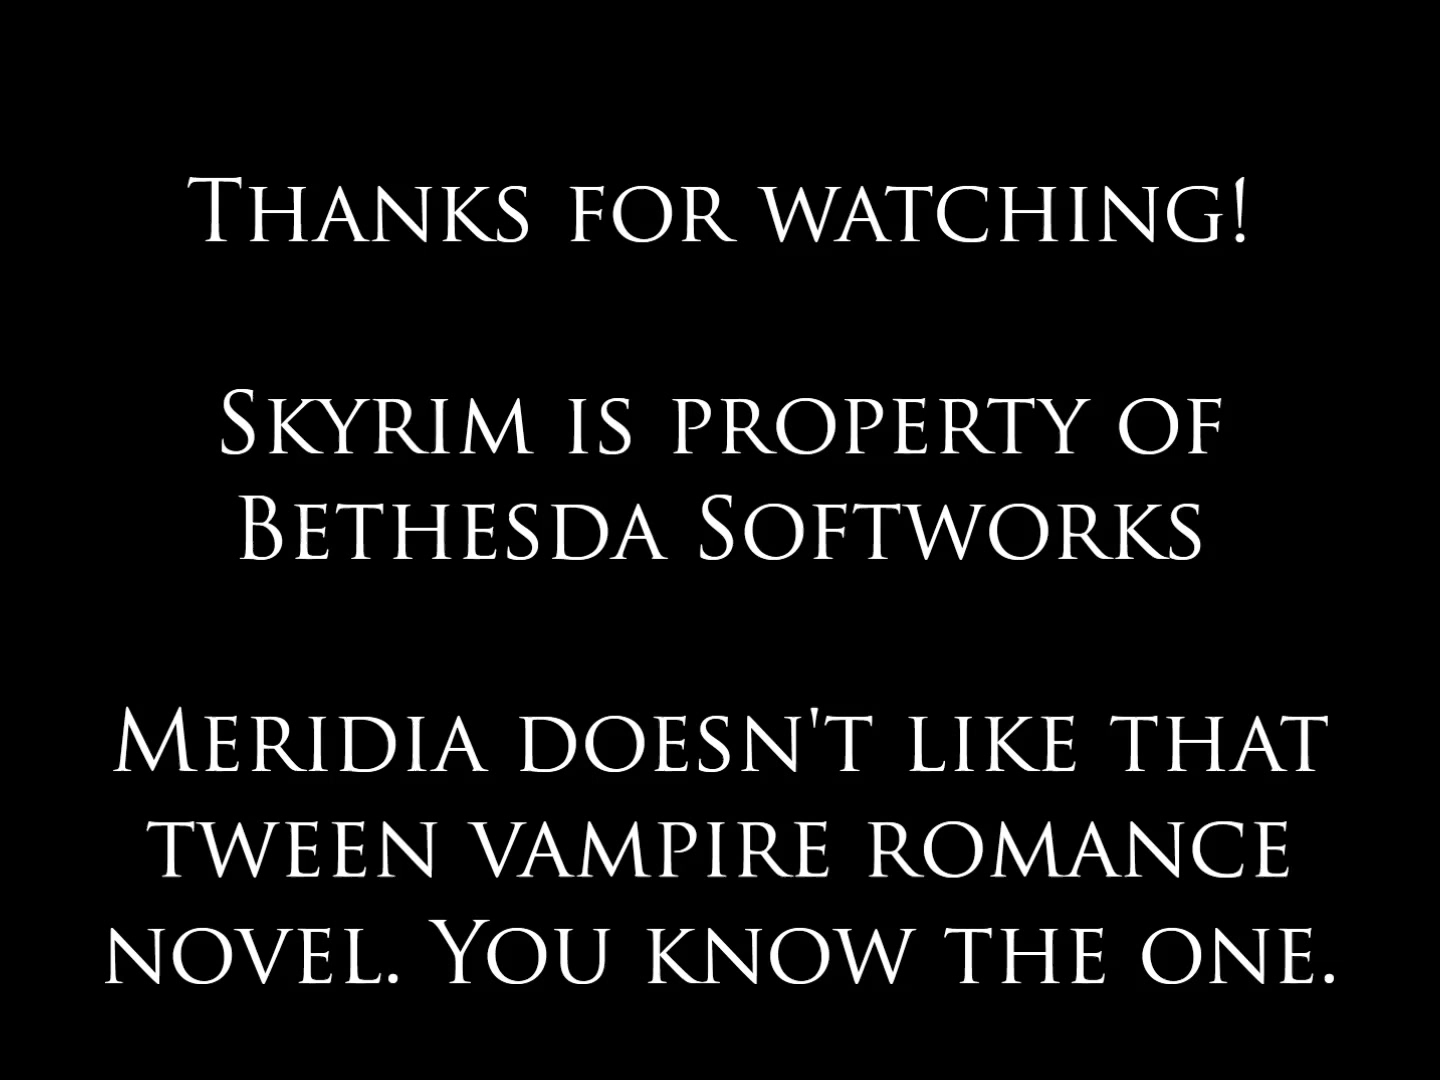 Thanks for watching!
Skyrim is property of
Bethesda Softworks
Meridia doesn't like that
tween vampire romance
novel. You know the one.